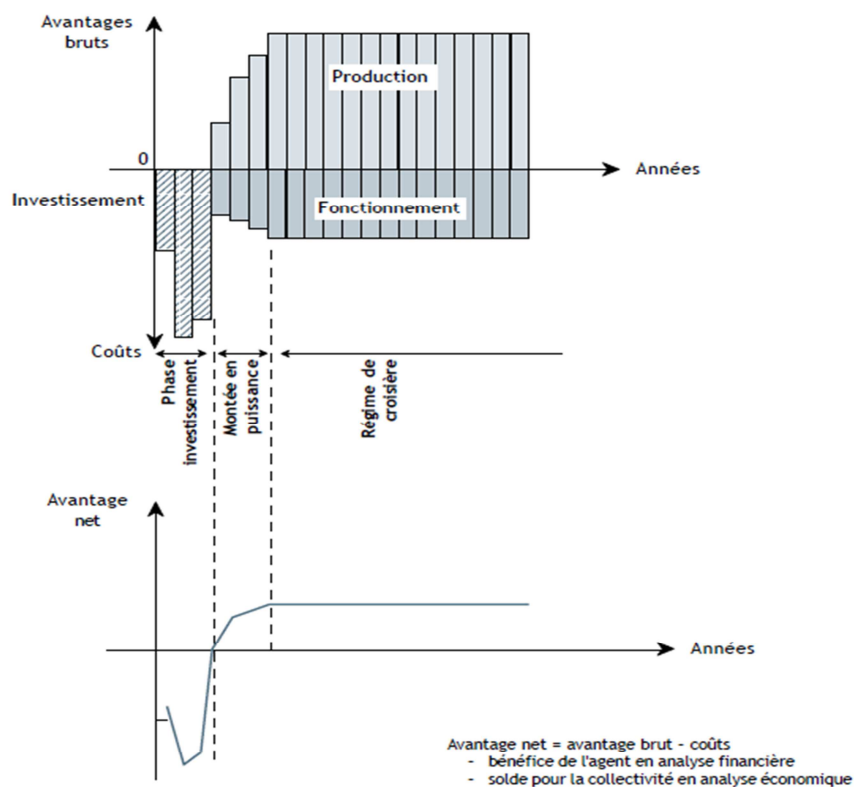 Avantages
bruts
Production
0
Années
Investissement
Fonctionnement
Coûts
Phase
investissement
Montée en
puissance
Régime de
croisière
Avantage
net
Années
Avantage net = avantage brut - coûts
- bénéfice de l'agent en analyse financière
- solde pour la collectivité en analyse économique